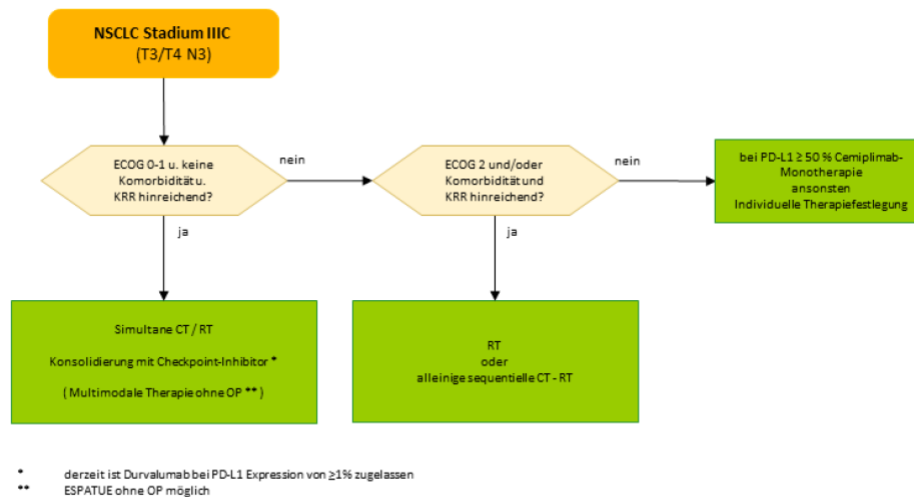 NSCLC Stadium IIIC
(T3/T4 N3)
ECOG 0-1 u. keine
Komorbidität u.
KRR hinreichend?
nein
ECOG 2 und/oder
Komorbidität und
KRR hinreichend?
nein
bei PD-L1 ≥ 50 % Cemiplimab-
Monotherapie
ansonsten
Individuelle Therapiefestlegung
ja
ja
Simultane CT / RT
Konsolidierung mit Checkpoint-Inhibitor *
( Multimodale Therapie ohne OP ** )
RT
oder
alleinige sequentielle CT - RT
* derzeit ist Durvalumab bei PD-L1 Expression von ≥1% zugelassen
** ESPATUE ohne OP möglich